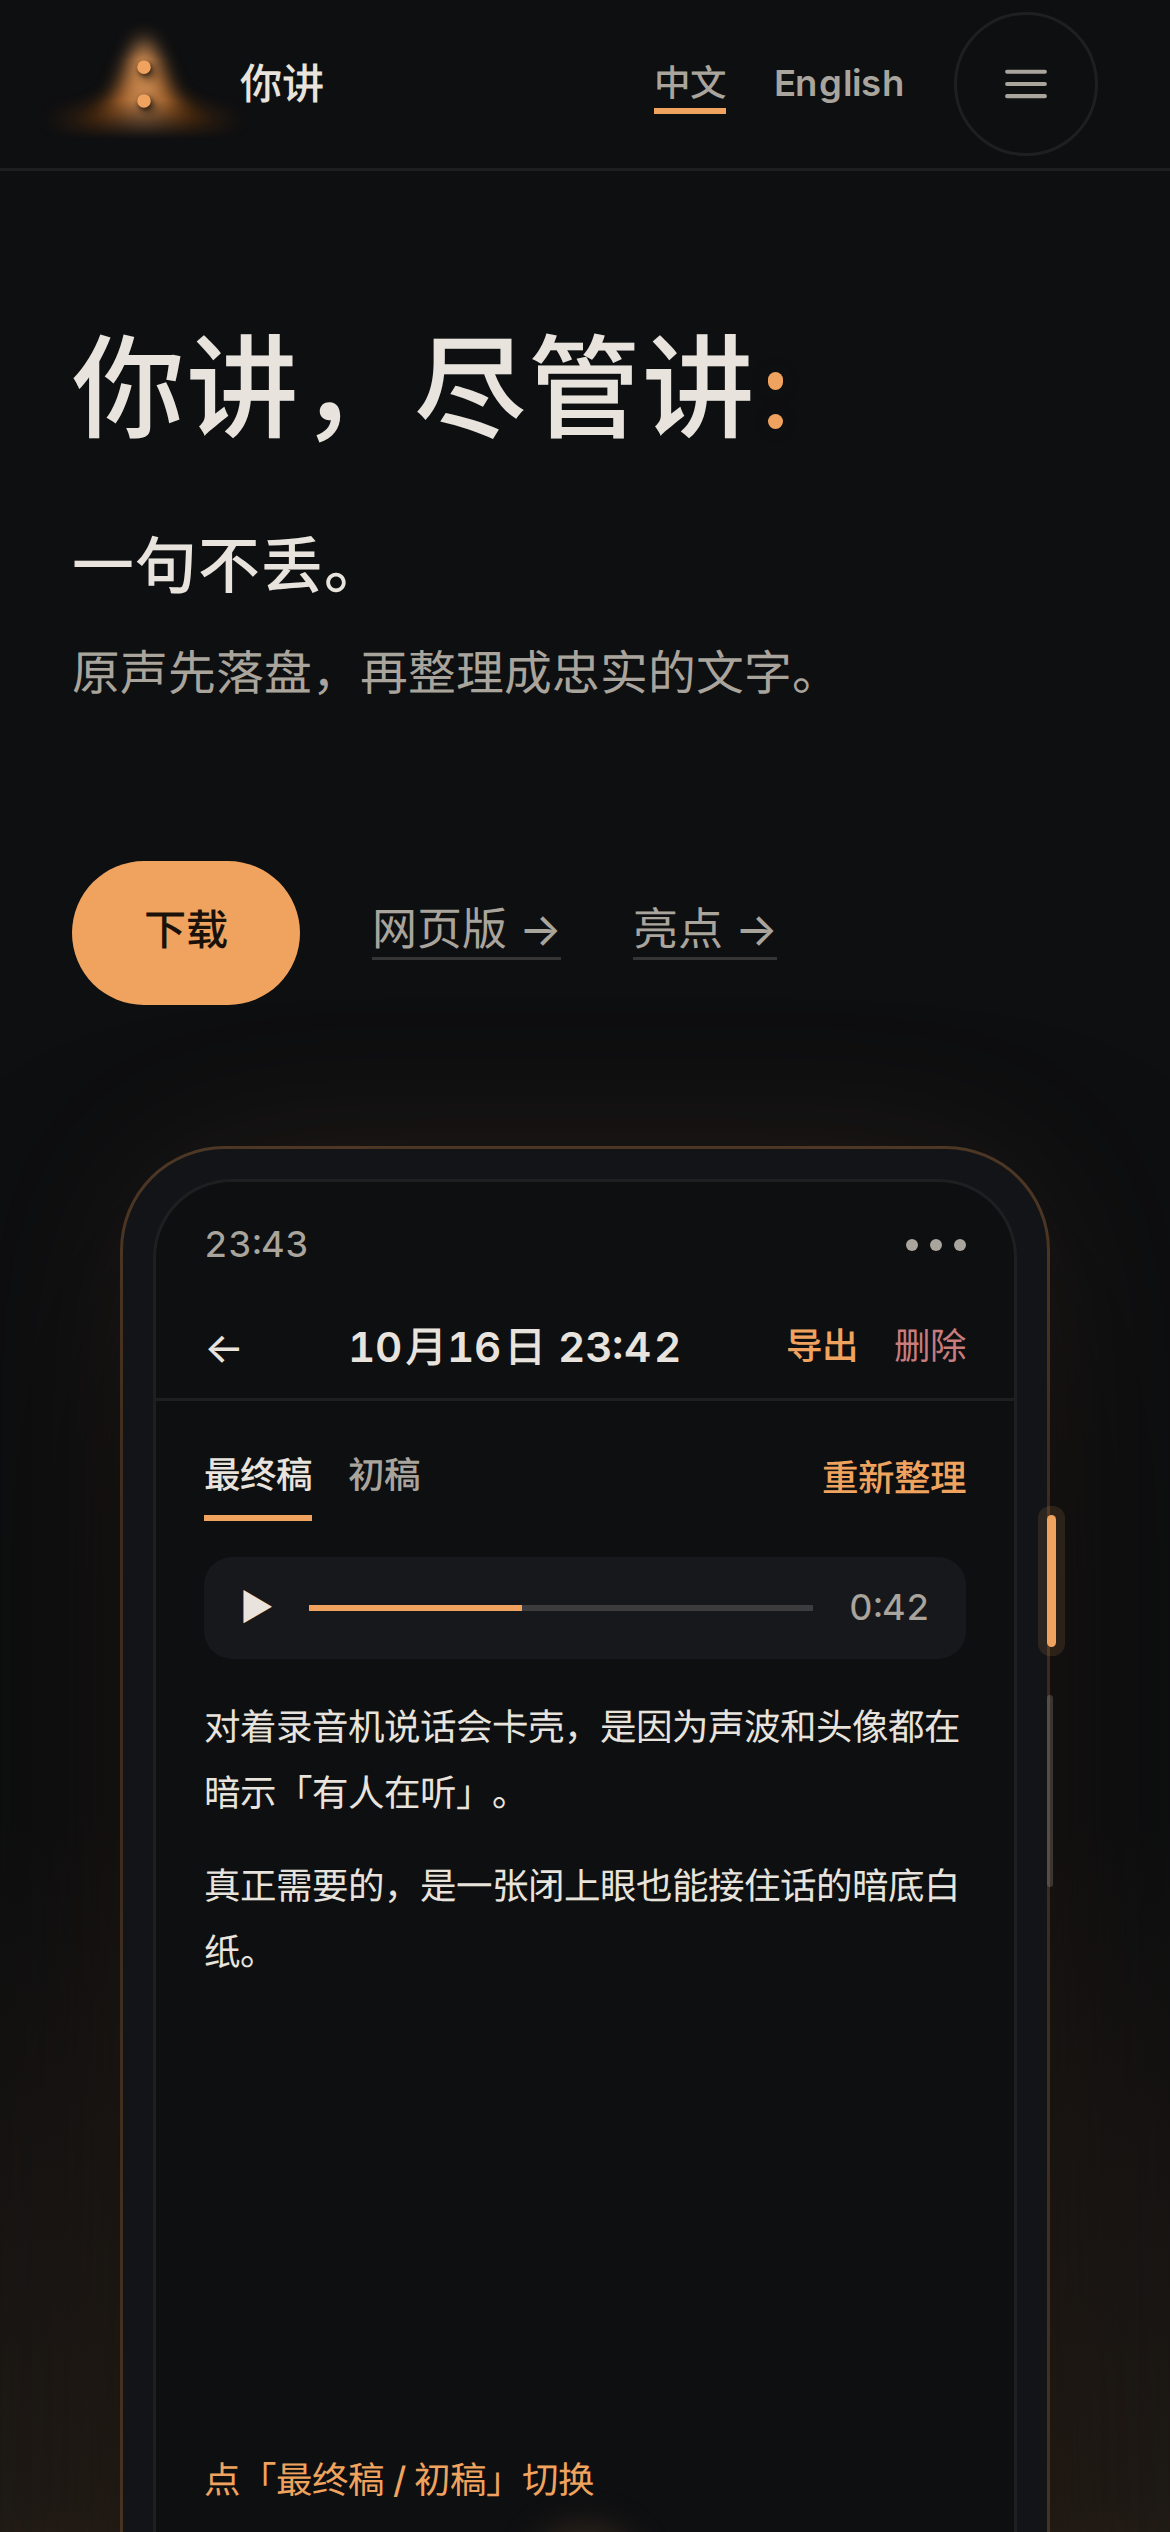 你讲
中文 English
你讲，尽管讲:
一句不丢。
原声先落盘，再整理成忠实的文字。
下载 网页版 → 亮点 →
23:43
← 10月16日 23:42 导出 删除
最终稿 初稿 重新整理
0:42
对着录音机说话会卡壳，是因为声波和头像都在
暗示「有人在听」。
真正需要的，是一张闭上眼也能接住话的暗底白
纸。
点「最终稿 / 初稿」切换